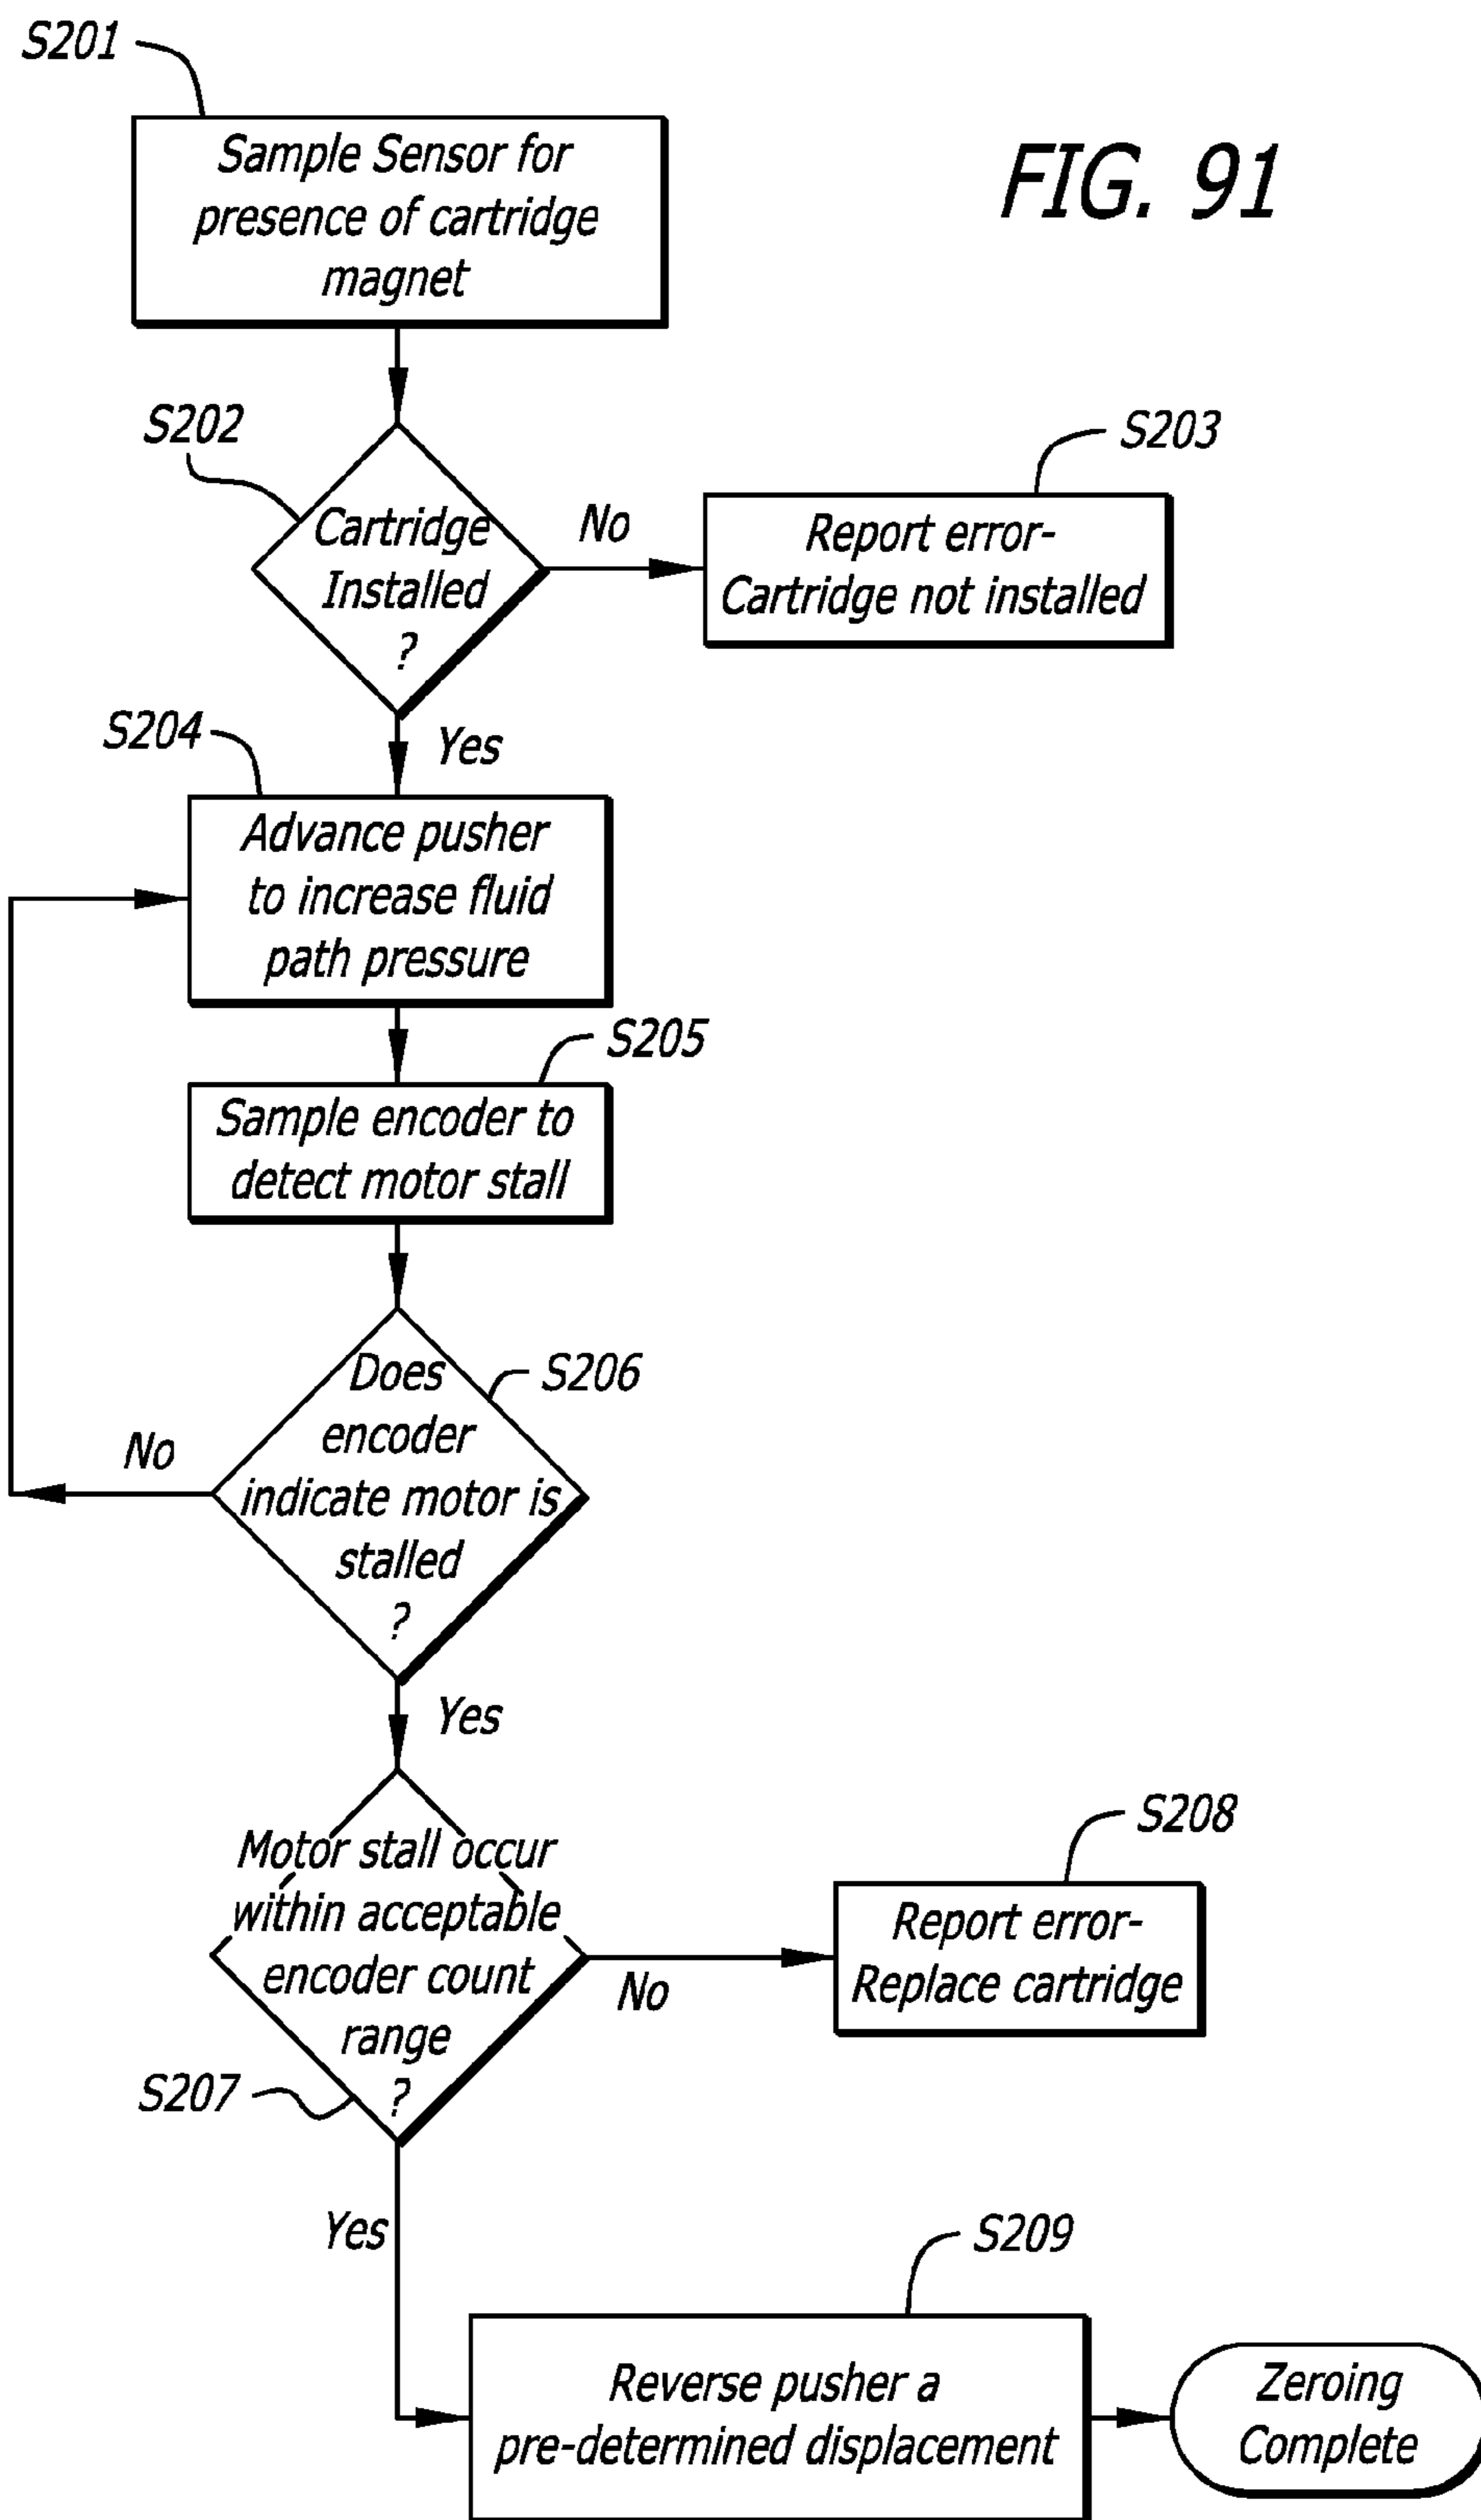 S201
FIG. 91
Sample Sensor for
presence of cartridge
magnet
S202
Cartridge
Installed
?
No
S203
Report error-
Cartridge not installed
Yes
S204
Advance pusher
to increase fluid
path pressure
S205
Sample encoder to
detect motor stall
S206
Does
encoder
indicate motor is
stalled
?
No
Yes
Motor stall occur
within acceptable
encoder count
range
?
S207
No
S208
Report error-
Replace cartridge
Yes
S209
Reverse pusher a
pre-determined displacement
Zeroing
Complete